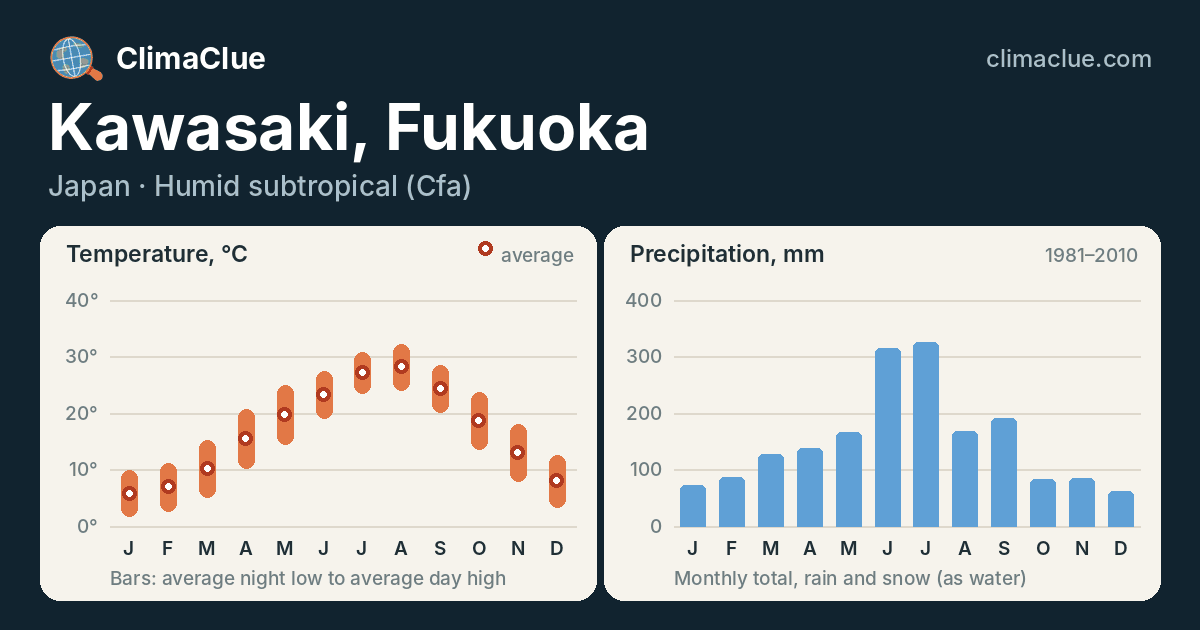 ClimaClue
climaclue.com
Kawasaki, Fukuoka
Japan · Humid subtropical (Cfa)
Temperature, °C
average
40°
30°
20°
10°
0°
J F M A M J J A S O N D
Bars: average night low to average day high
Precipitation, mm
1981–2010
400
300
200
100
0
J F M A M J J A S O N D
Monthly total, rain and snow (as water)